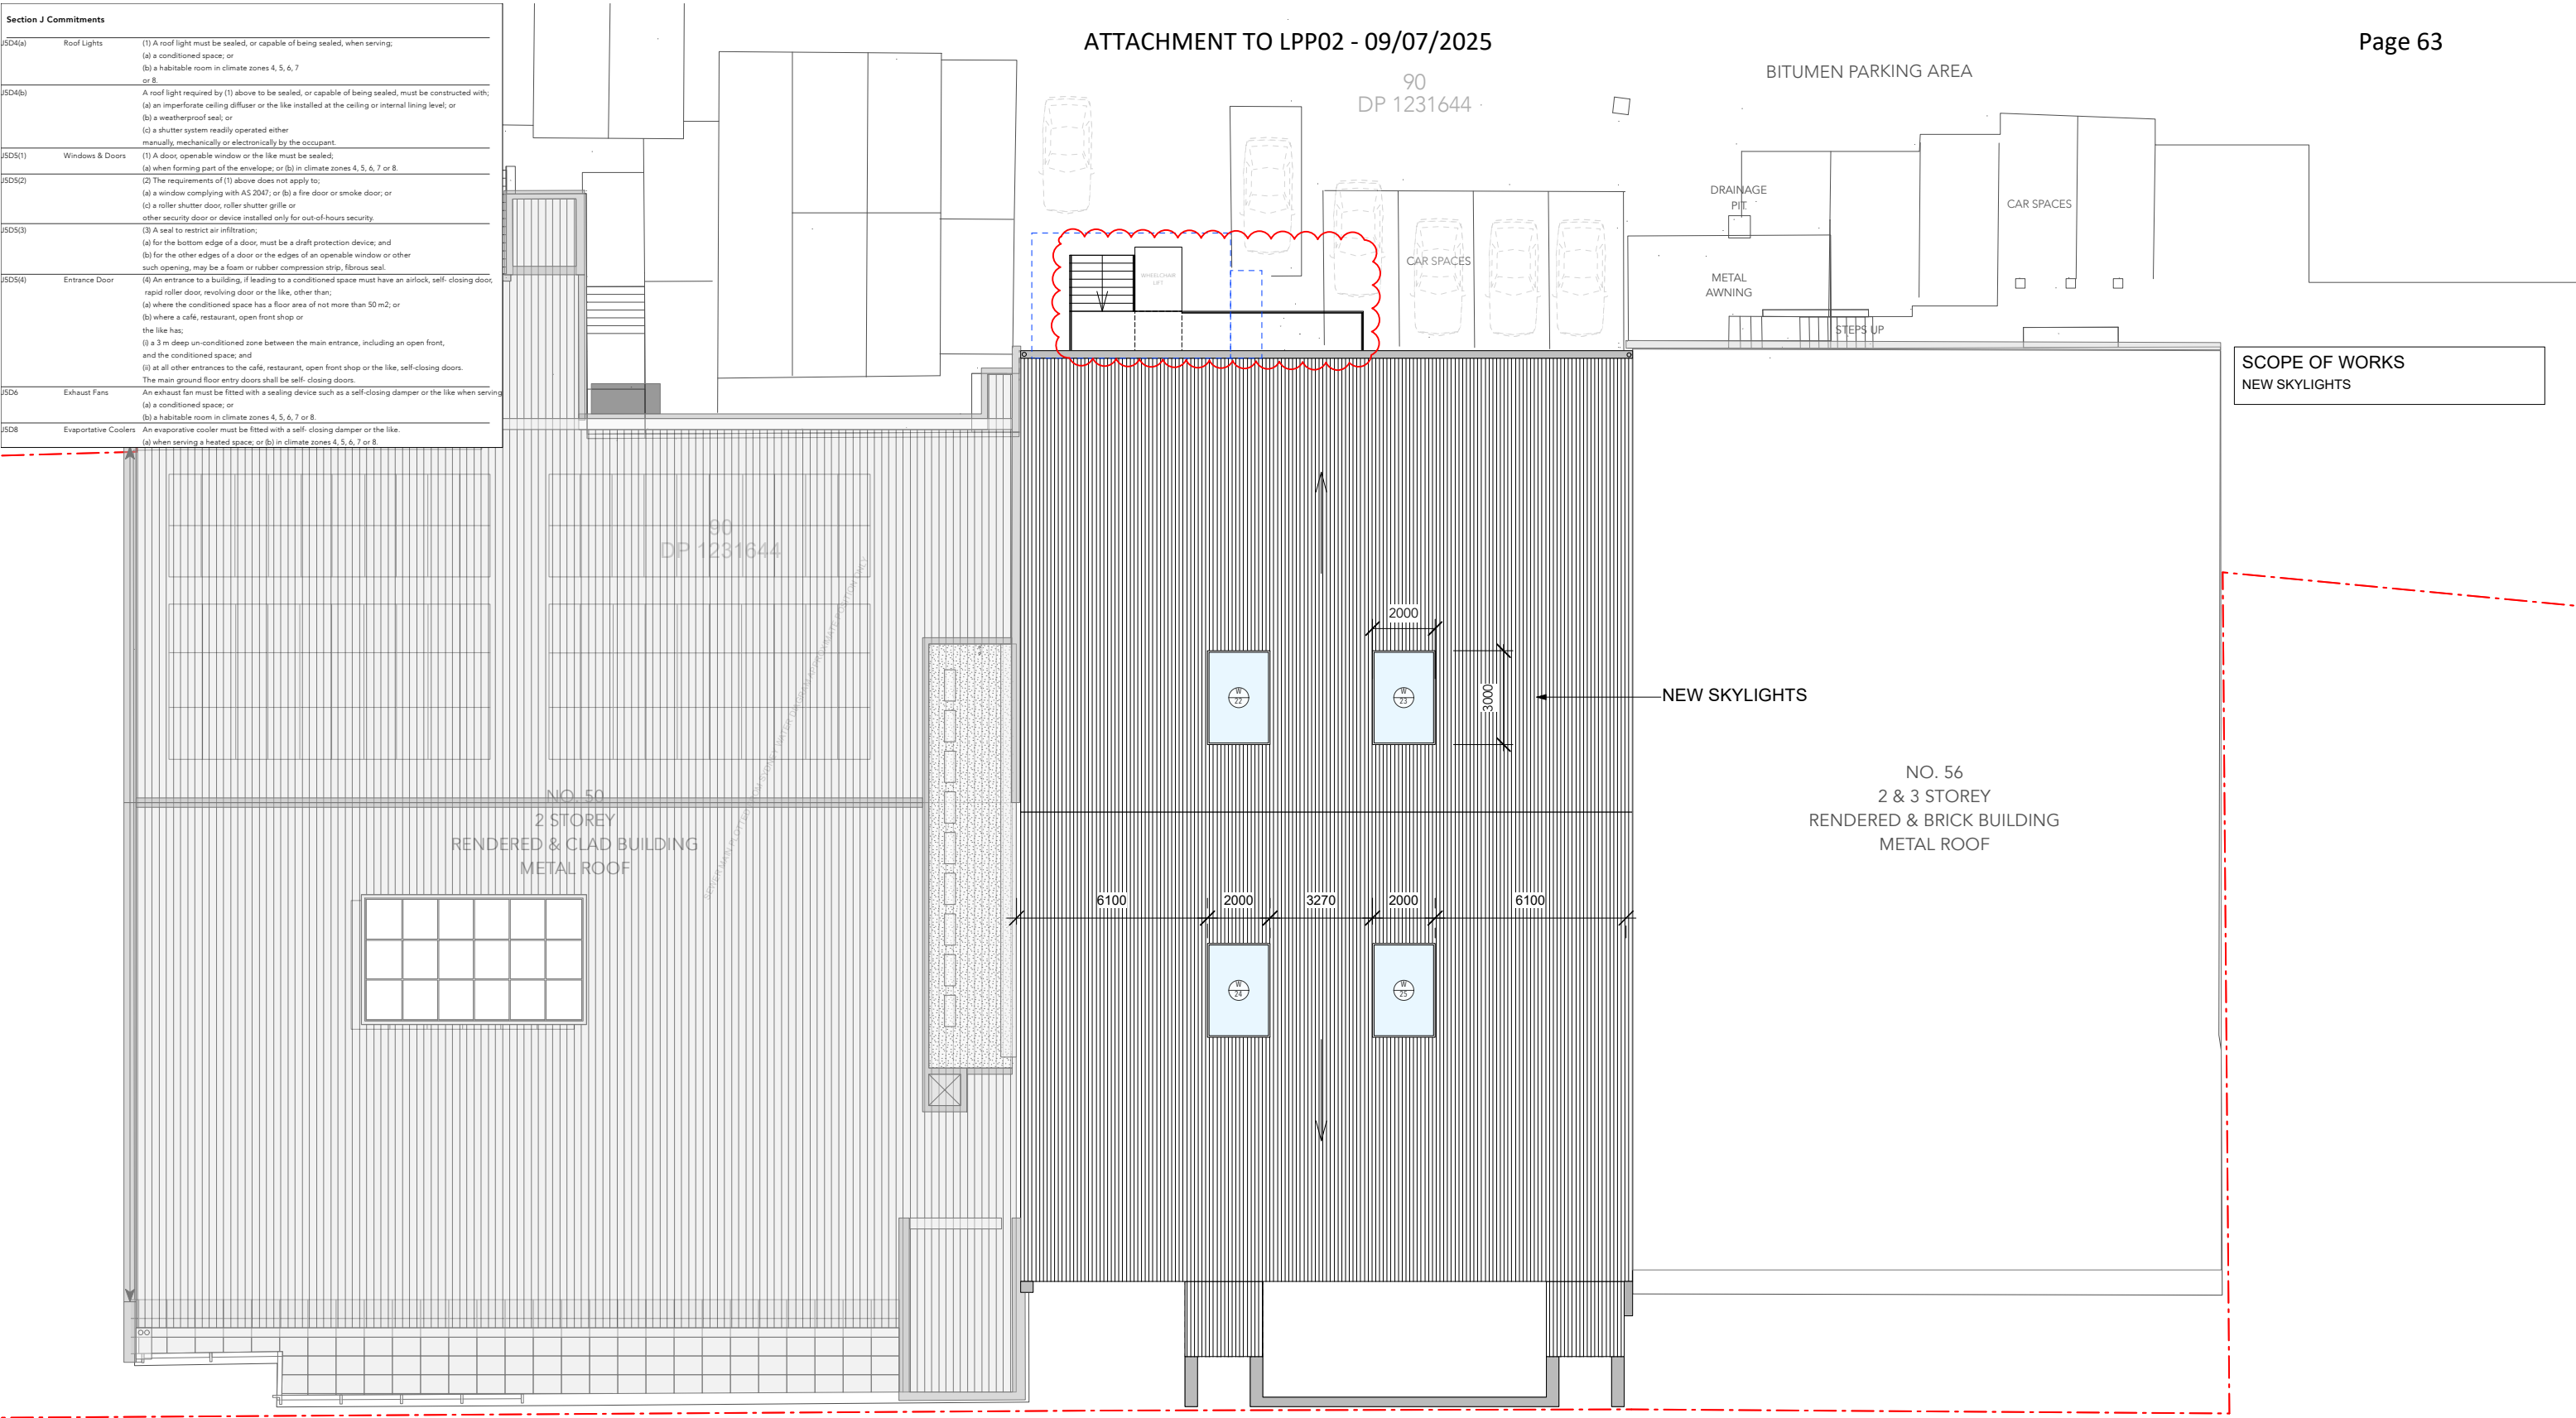 ATTACHMENT TO LPP02 - 09/07/2025
Page 63
Section J Commitments
J5D4(a) Roof Lights (1) A roof light must be sealed, or capable of being sealed, when serving;
(a) a conditioned space; or
(b) a habitable room in climate zones 4, 5, 6, 7
or 8.
J5D4(b) A roof light required by (1) above to be sealed, or capable of being sealed, must be constructed with;
(a) an imperforate ceiling diffuser or the like installed at the ceiling or internal lining level; or
(b) a weatherproof seal; or
(c) a shutter system readily operated either
manually, mechanically or electronically by the occupant.
J5D5(1) Windows & Doors (1) A door, openable window or the like must be sealed;
(a) when forming part of the envelope; or (b) in climate zones 4, 5, 6, 7 or 8.
J5D5(2) (2) The requirements of (1) above does not apply to;
(a) a window complying with AS 2047; or (b) a fire door or smoke door; or
(c) a roller shutter door, roller shutter grille or
other security door or device installed only for out-of-hours security.
J5D5(3) (3) A seal to restrict air infiltration;
(a) for the bottom edge of a door, must be a draft protection device; and
(b) for the other edges of a door or the edges of an openable window or other
such opening, may be a foam or rubber compression strip, fibrous seal.
J5D5(4) Entrance Door (4) An entrance to a building, if leading to a conditioned space must have an airlock, self- closing door,
rapid roller door, revolving door or the like, other than;
(a) where the conditioned space has a floor area of not more than 50 m2; or
(b) where a café, restaurant, open front shop or
the like has;
(i) a 3 m deep un-conditioned zone between the main entrance, including an open front,
and the conditioned space; and
(ii) at all other entrances to the café, restaurant, open front shop or the like, self-closing doors.
The main ground floor entry doors shall be self- closing doors.
J5D6 Exhaust Fans An exhaust fan must be fitted with a sealing device such as a self-closing damper or the like when serving
(a) a conditioned space; or
(b) a habitable room in climate zones 4, 5, 6, 7 or 8.
J5D8 Evaportative Coolers An evaporative cooler must be fitted with a self- closing damper or the like.
(a) when serving a heated space; or (b) in climate zones 4, 5, 6, 7 or 8.
90
DP 1231644
BITUMEN PARKING AREA
DRAINAGE
PIT
CAR SPACES
CAR SPACES
WHEELCHAIR
LIFT
METAL
AWNING
STEPS UP
SCOPE OF WORKS
NEW SKYLIGHTS
90
DP 1231644
SEWER MAIN PLOTTED FROM SYDNEY WATER DIAGRAM APPROXIMATE POSITION ONLY
2000
3000
W
22
W
23
NEW SKYLIGHTS
NO. 50
2 STOREY
RENDERED & CLAD BUILDING
METAL ROOF
NO. 56
2 & 3 STOREY
RENDERED & BRICK BUILDING
METAL ROOF
6100
2000
3270
2000
6100
W
24
W
25